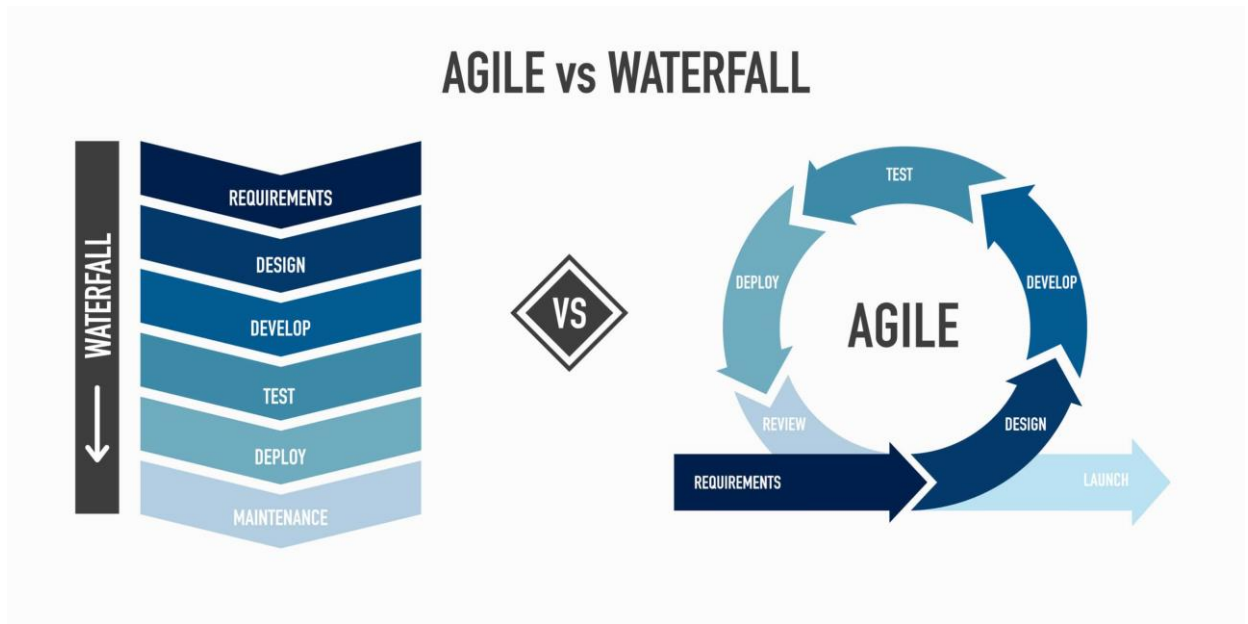 AGILE vs WATERFALL
WATERFALL
REQUIREMENTS
DESIGN
DEVELOP
TEST
DEPLOY
MAINTENANCE
VS
AGILE
REQUIREMENTS
DESIGN
DEVELOP
TEST
DEPLOY
REVIEW
LAUNCH